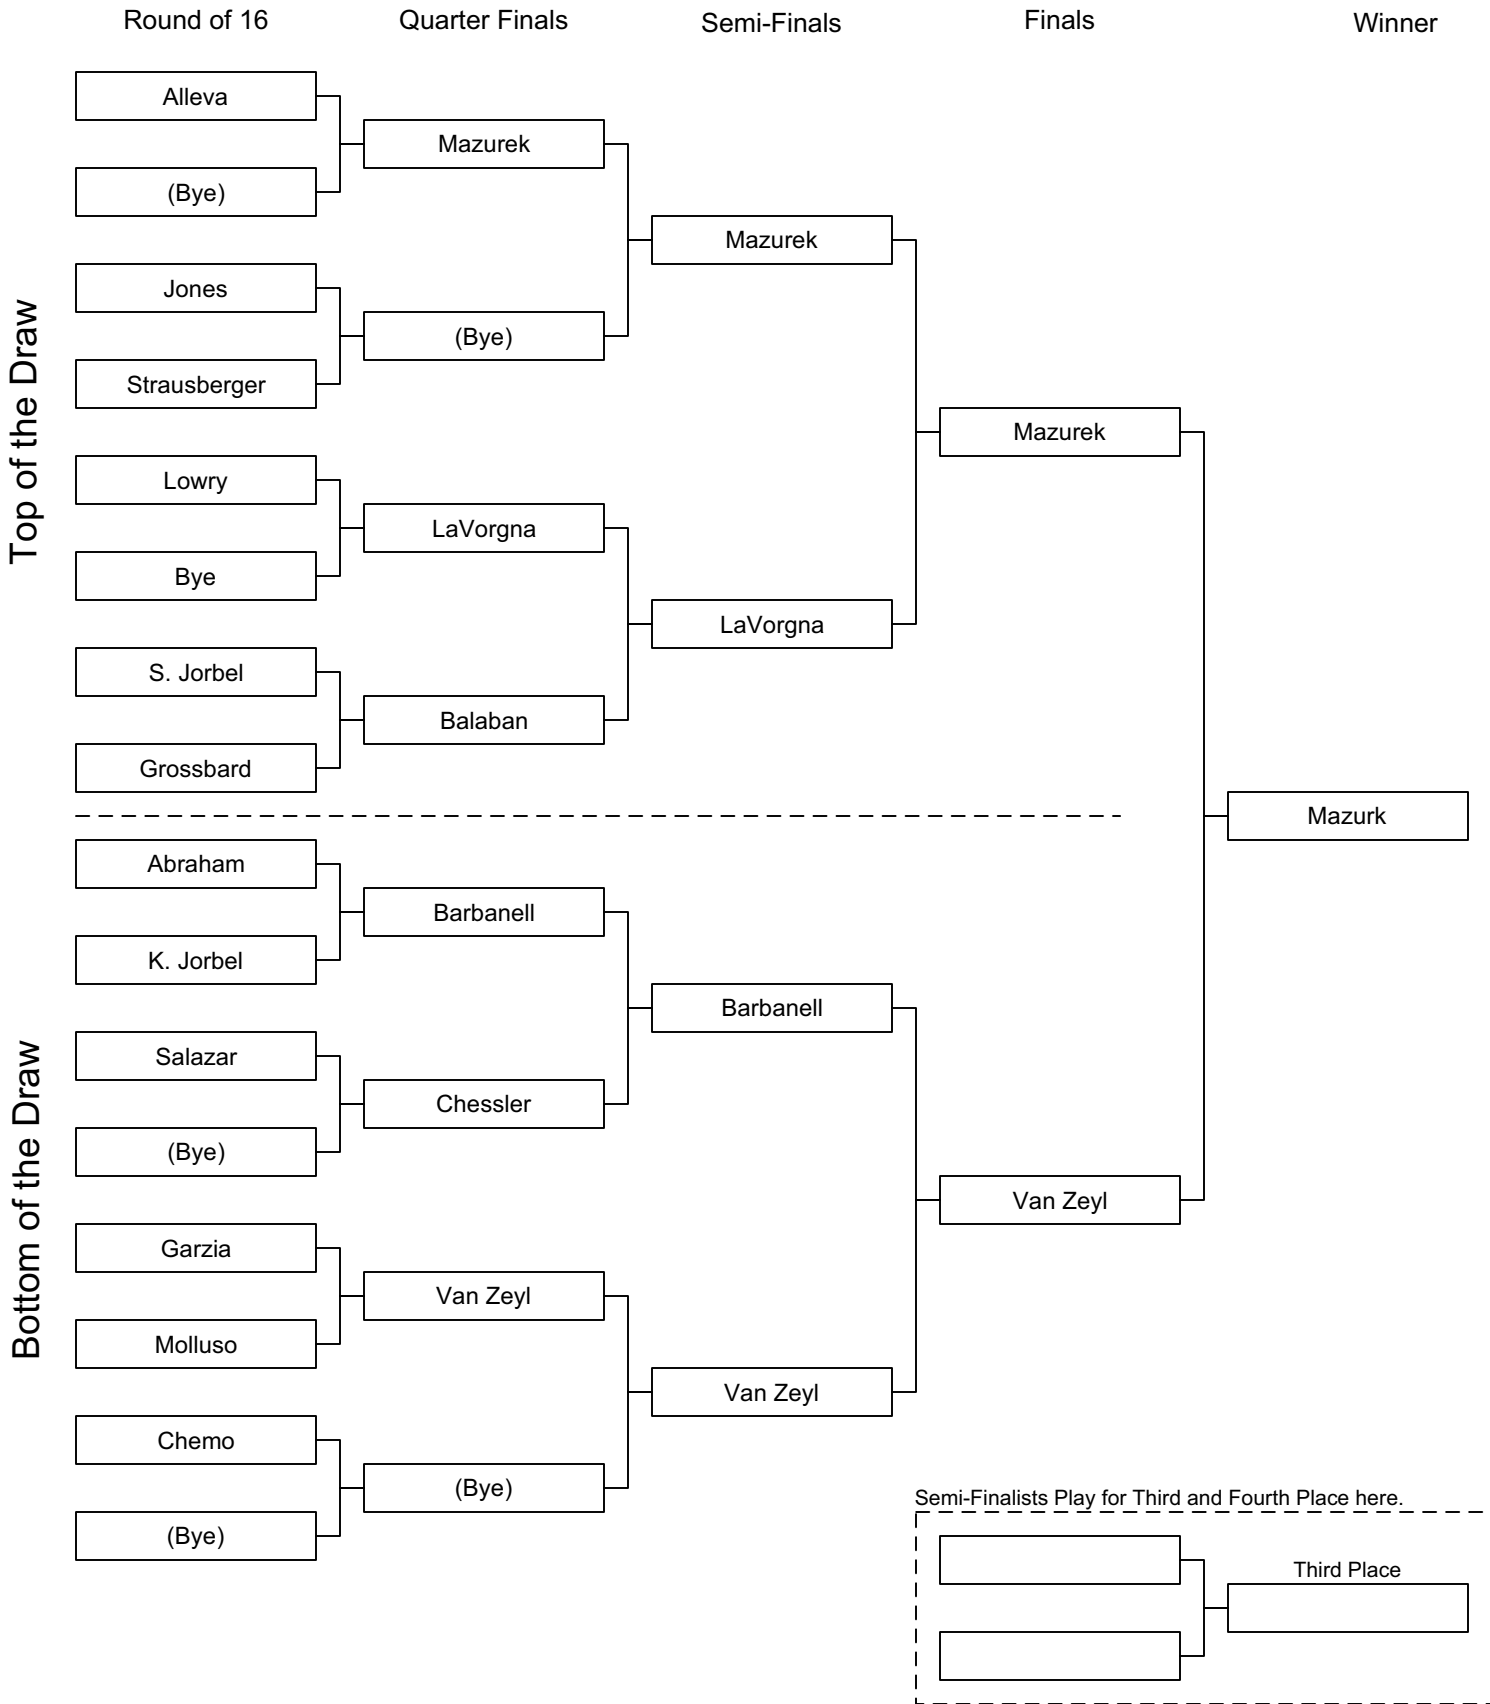 Round of 16
Quarter Finals
Semi-Finals
Finals
Winner
Top of the Draw
Alleva
(Bye)
Jones
Strausberger
Lowry
Bye
S. Jorbel
Grossbard
Mazurek
(Bye)
LaVorgna
Balaban
Mazurek
LaVorgna
Mazurek
Mazurk
Bottom of the Draw
Abraham
K. Jorbel
Salazar
(Bye)
Garzia
Molluso
Chemo
(Bye)
Barbanell
Chessler
Van Zeyl
(Bye)
Barbanell
Van Zeyl
Van Zeyl
Semi-Finalists Play for Third and Fourth Place here.
Third Place